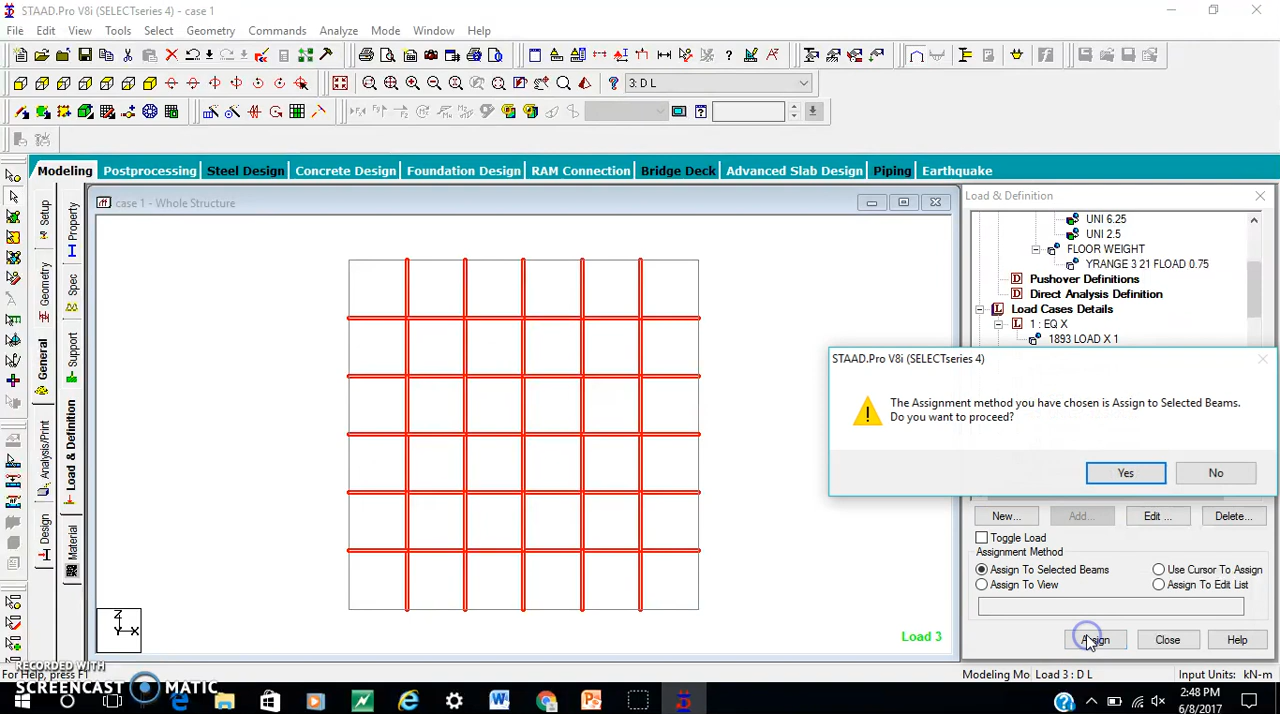 STAAD.Pro V8i (SELECTseries 4) - case 1
File Edit View Tools Select Geometry Commands Analyze Mode Window Help
3: D L
Modeling Postprocessing Steel Design Concrete Design Foundation Design RAM Connection Bridge Deck Advanced Slab Design Piping Earthquake
Setup
Geometry
General
Analysis/Print
Design
Property
Spec
Support
Load & Definition
Material
case 1 - Whole Structure
Z
Y X
Load 3
Load & Definition
UNI 6.25
UNI 2.5
FLOOR WEIGHT
YRANGE 3 21 FLOAD 0.75
Pushover Definitions
Direct Analysis Definition
Load Cases Details
1 : EQ X
1893 LOAD X 1
STAAD.Pro V8i (SELECTseries 4)
The Assignment method you have chosen is Assign to Selected Beams.
Do you want to proceed?
Yes No
New... Add... Edit ... Delete...
Toggle Load
Assignment Method
Assign To Selected Beams Use Cursor To Assign
Assign To View Assign To Edit List
Assign Close Help
RECORDED WITH
SCREENCAST MATIC
For Help, press F1
Modeling Mo Load 3 : D L Input Units: kN-m
2:48 PM
6/8/2017